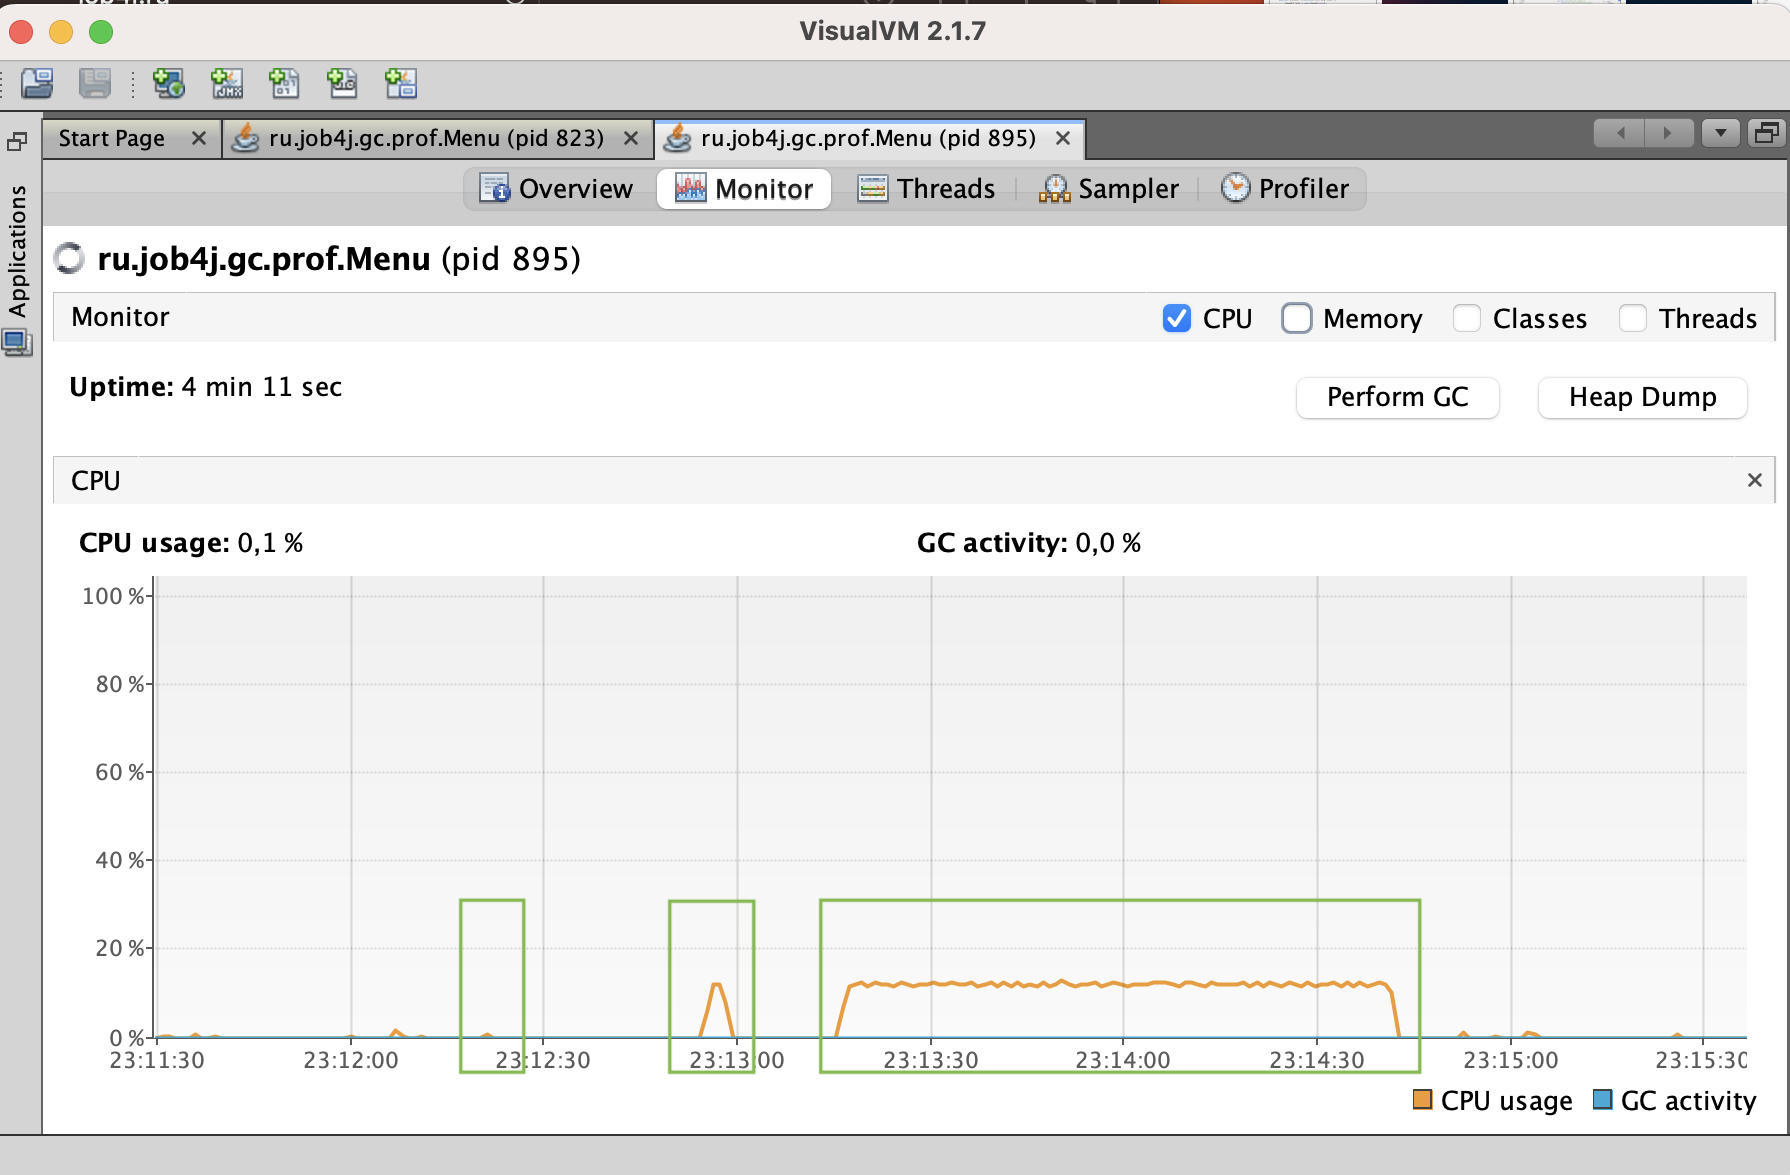 VisualVM 2.1.7
JMX
Start Page
ru.job4j.gc.prof.Menu (pid 823)
ru.job4j.gc.prof.Menu (pid 895)
Applications
Overview
Monitor
Threads
Sampler
Profiler
ru.job4j.gc.prof.Menu (pid 895)
Monitor
CPU
Memory
Classes
Threads
Uptime: 4 min 11 sec
Perform GC
Heap Dump
CPU
CPU usage: 0,1 %
GC activity: 0,0 %
100 %
80 %
60 %
40 %
20 %
0 %
23:11:30
23:12:00
23:12:30
23:13:00
23:13:30
23:14:00
23:14:30
23:15:00
23:15:30
CPU usage
GC activity